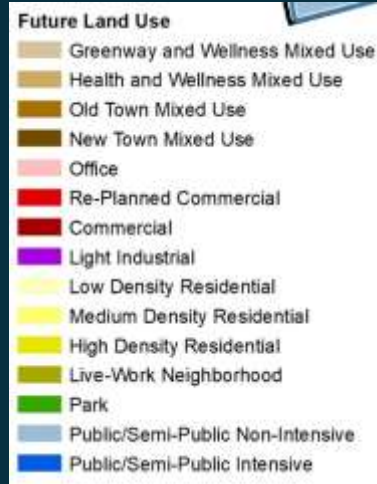 Future Land Use
Greenway and Wellness Mixed Use
Health and Wellness Mixed Use
Old Town Mixed Use
New Town Mixed Use
Office
Re-Planned Commercial
Commercial
Light Industrial
Low Density Residential
Medium Density Residential
High Density Residential
Live-Work Neighborhood
Park
Public/Semi-Public Non-Intensive
Public/Semi-Public Intensive